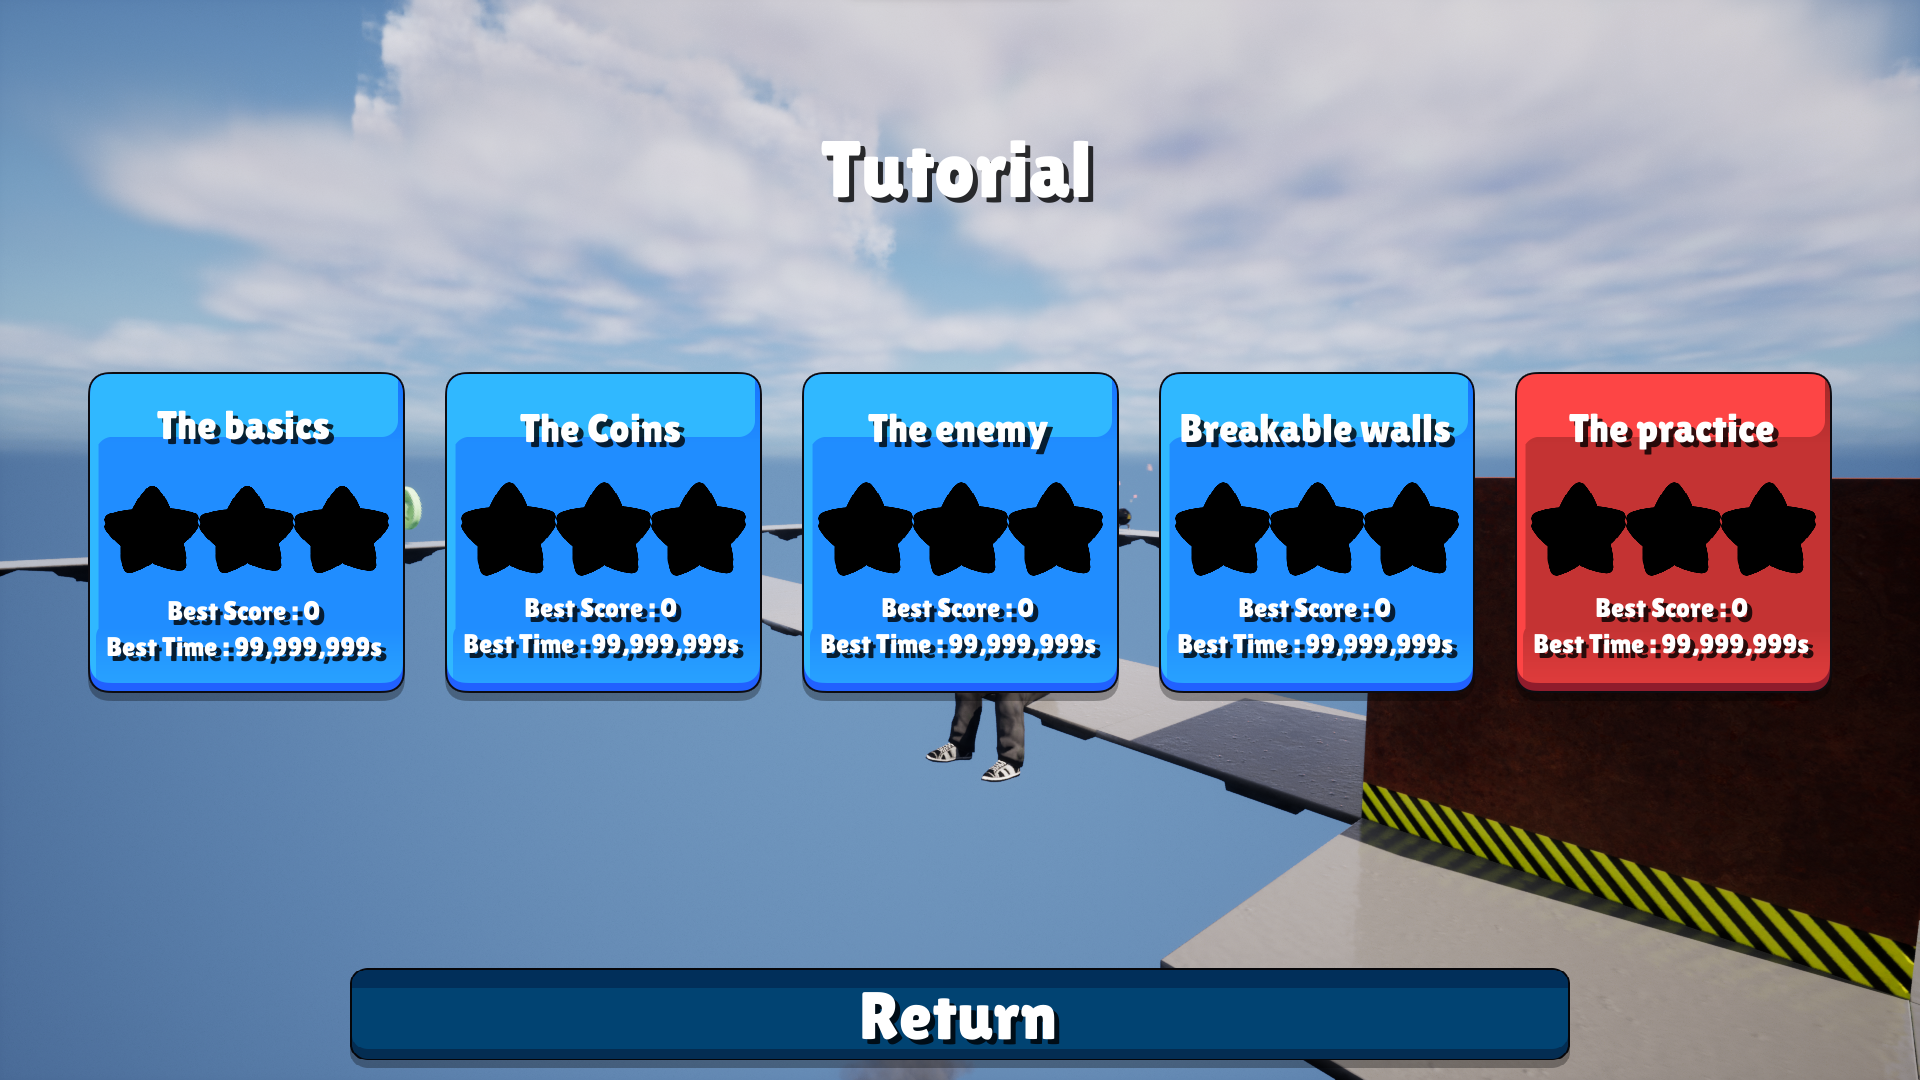 Tutorial
The basics
Best Score : 0
Best Time : 99,999,999s
The Coins
Best Score : 0
Best Time : 99,999,999s
The enemy
Best Score : 0
Best Time : 99,999,999s
Breakable walls
Best Score : 0
Best Time : 99,999,999s
The practice
Best Score : 0
Best Time : 99,999,999s
Return